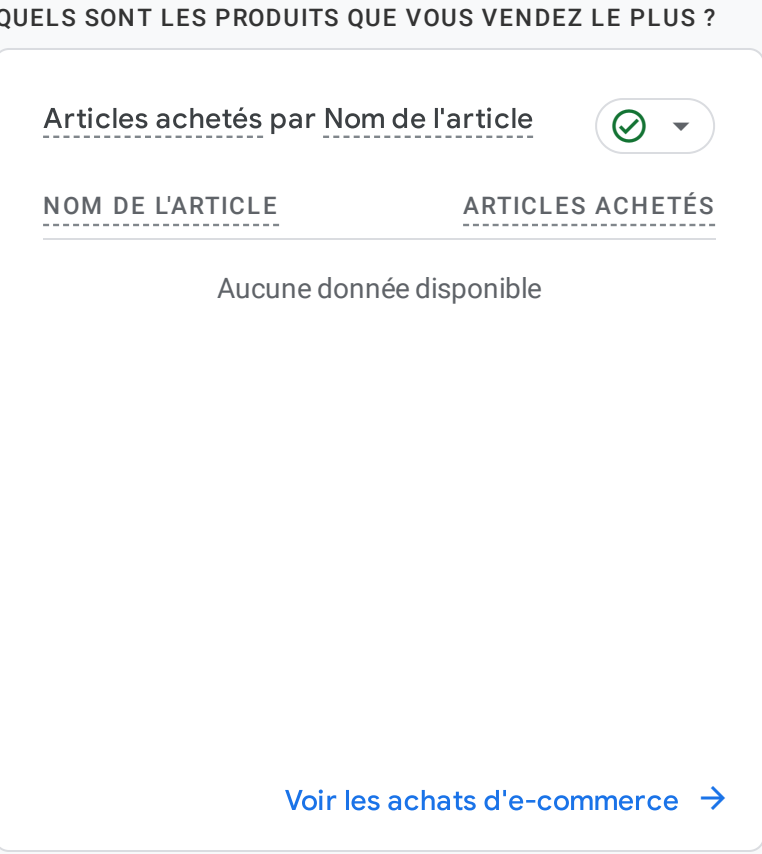 QUELS SONT LES PRODUITS QUE VOUS VENDEZ LE PLUS ?
Articles achetés par Nom de l'article
NOM DE L'ARTICLE ARTICLES ACHETÉS
Aucune donnée disponible
Voir les achats d'e-commerce